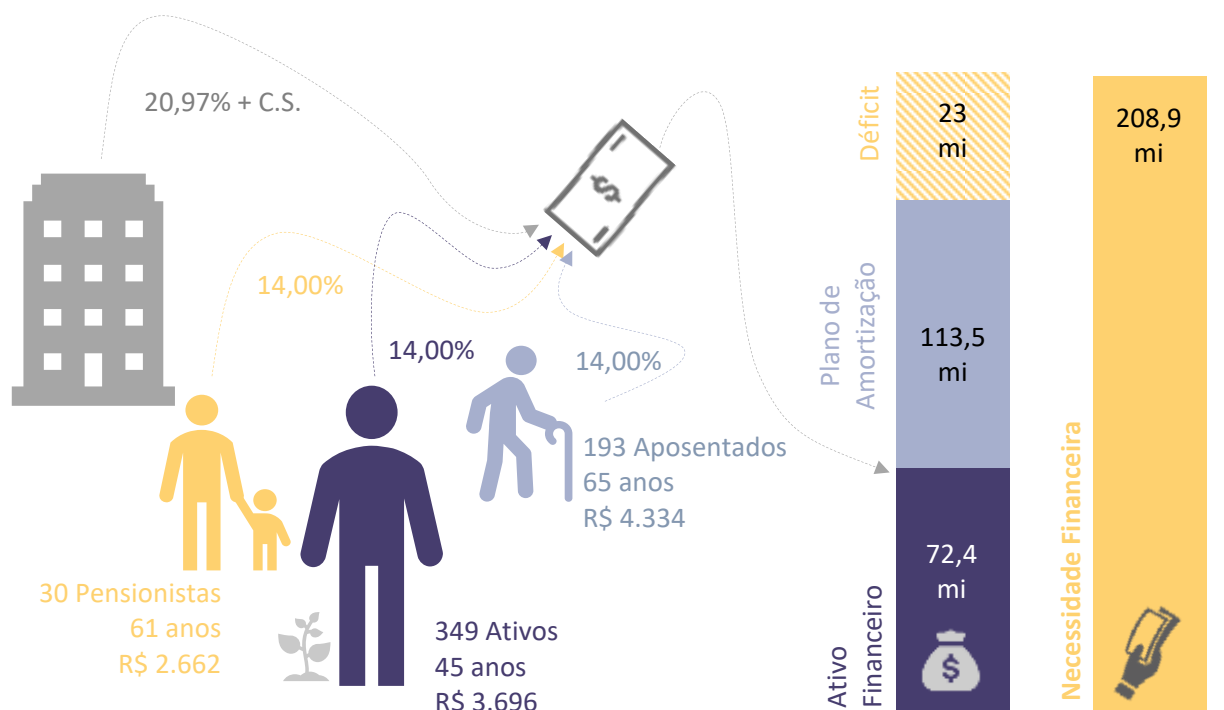 20,97% + C.S.
14,00%
14,00%
14,00%
30 Pensionistas
61 anos
R$ 2.662
349 Ativos
45 anos
R$ 3.696
193 Aposentados
65 anos
R$ 4.334
$
Déficit
23
mi
Plano de
Amortização
113,5
mi
Ativo
Financeiro
72,4
mi
$
Necessidade Financeira
208,9
mi